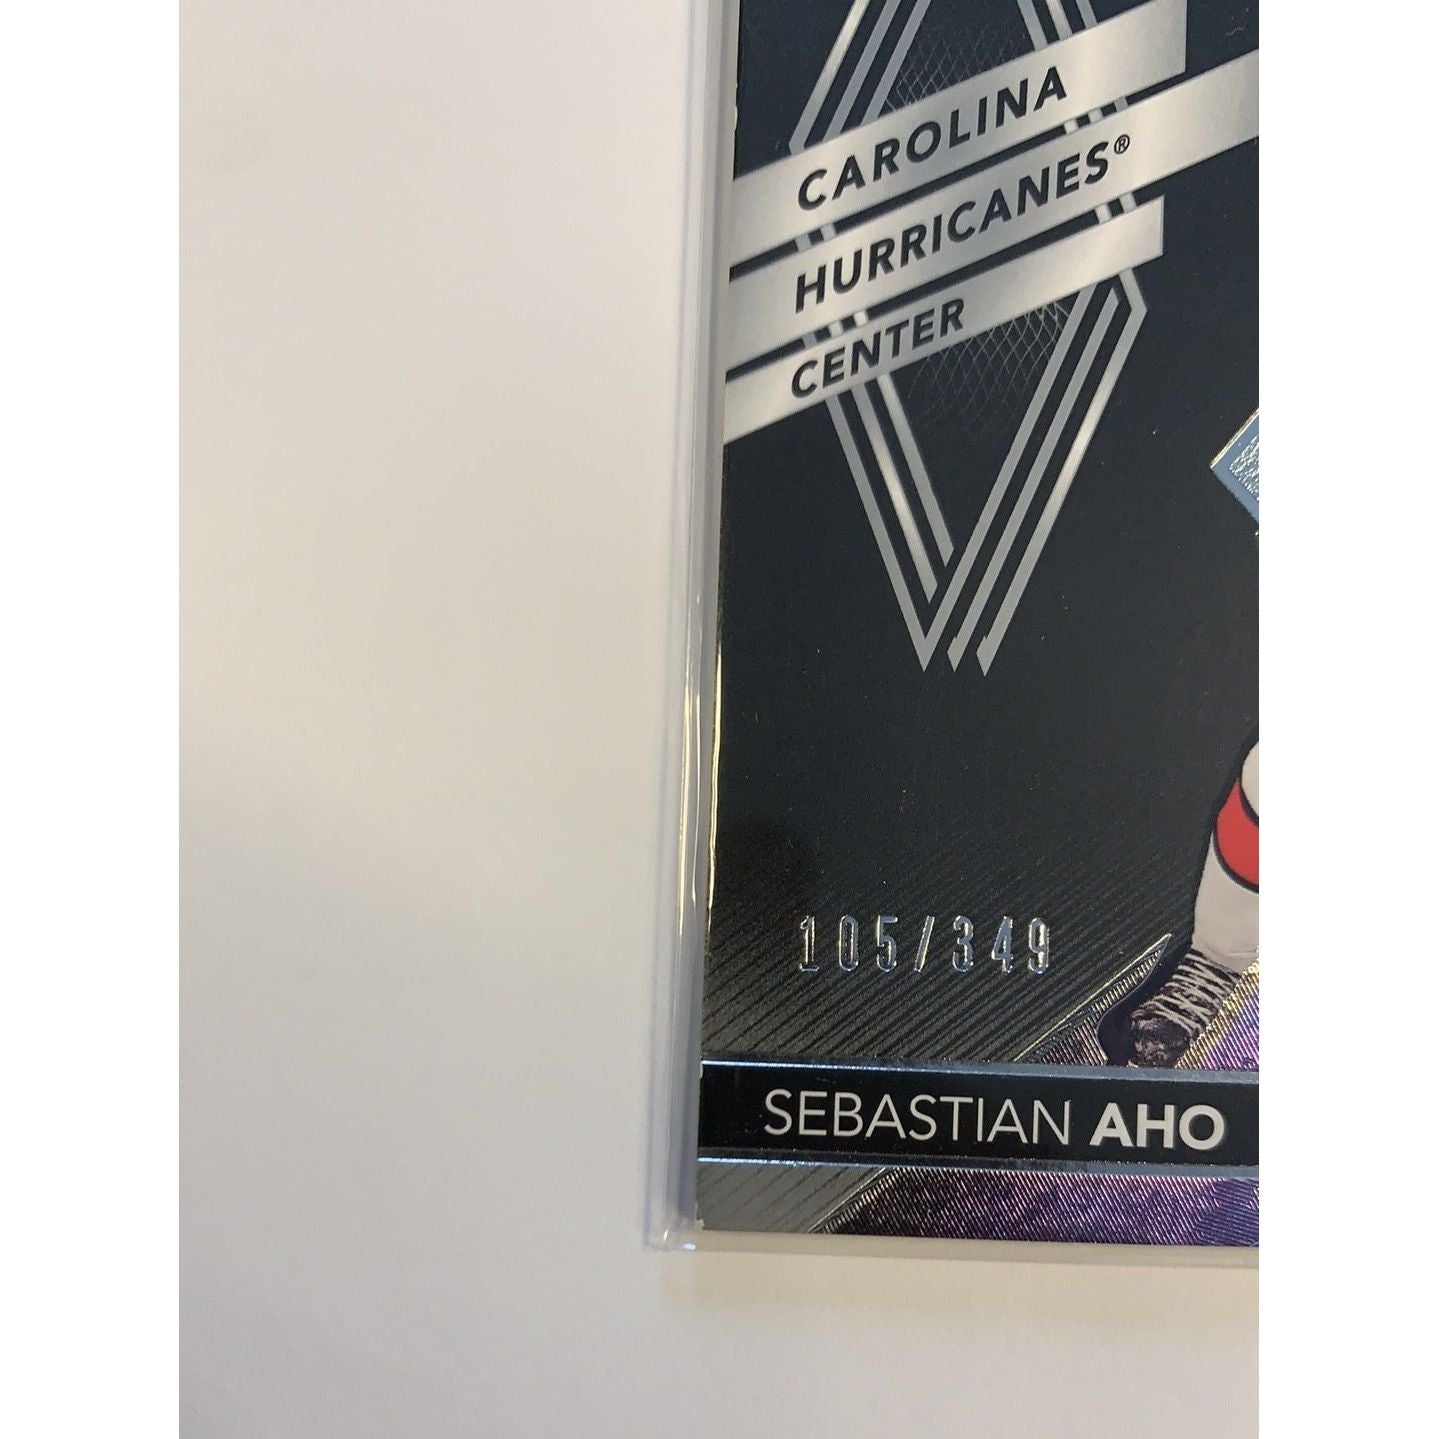 CAROLINA
HURRICANES®
CENTER
105/349
SEBASTIAN AHO